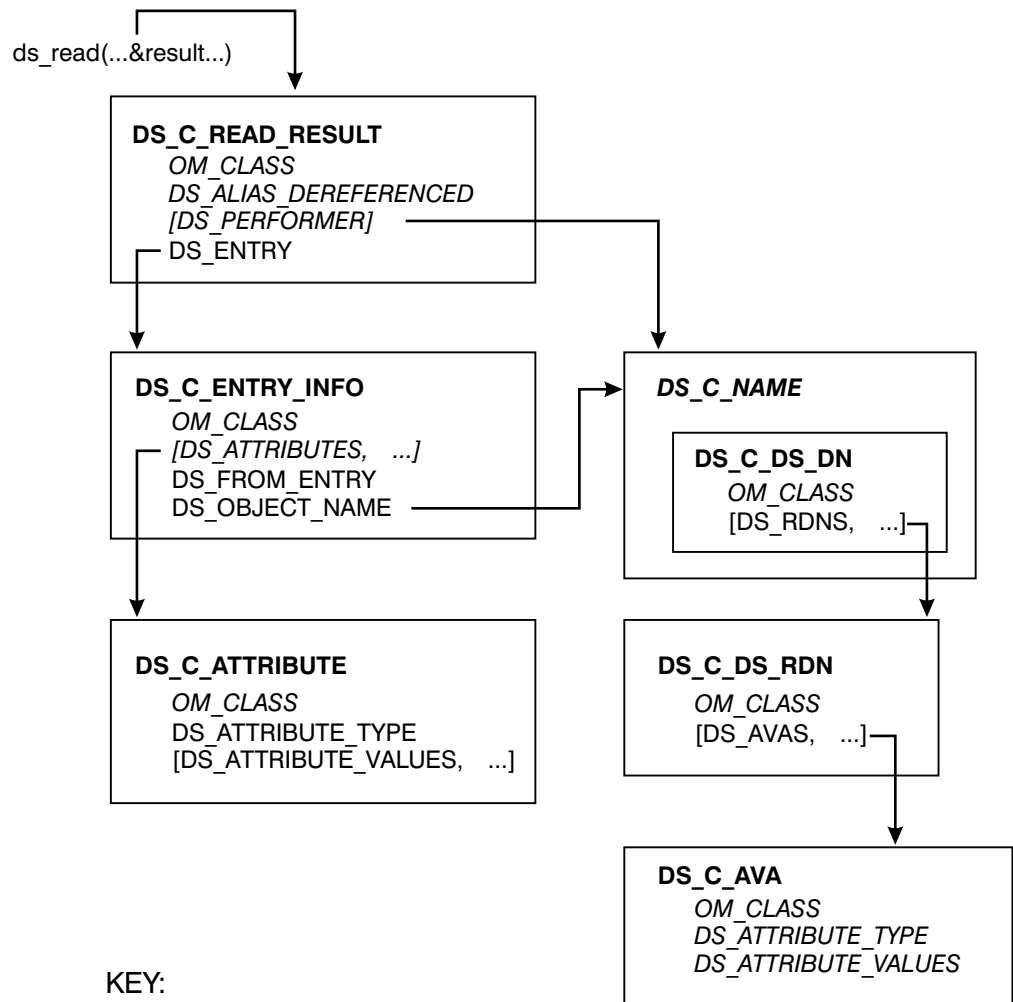 ds_read(...&result...)
DS_C_READ_RESULT
OM_CLASS
DS_ALIAS_DEREFERENCED
[DS_PERFORMER]
DS_ENTRY
DS_C_ENTRY_INFO
OM_CLASS
[DS_ATTRIBUTES, ...]
DS_FROM_ENTRY
DS_OBJECT_NAME
DS_C_NAME
DS_C_DS_DN
OM_CLASS
[DS_RDNS, ...]
DS_C_ATTRIBUTE
OM_CLASS
DS_ATTRIBUTE_TYPE
[DS_ATTRIBUTE_VALUES, ...]
DS_C_DS_RDN
OM_CLASS
[DS_AVAS, ...]
DS_C_AVA
OM_CLASS
DS_ATTRIBUTE_TYPE
DS_ATTRIBUTE_VALUES
KEY: